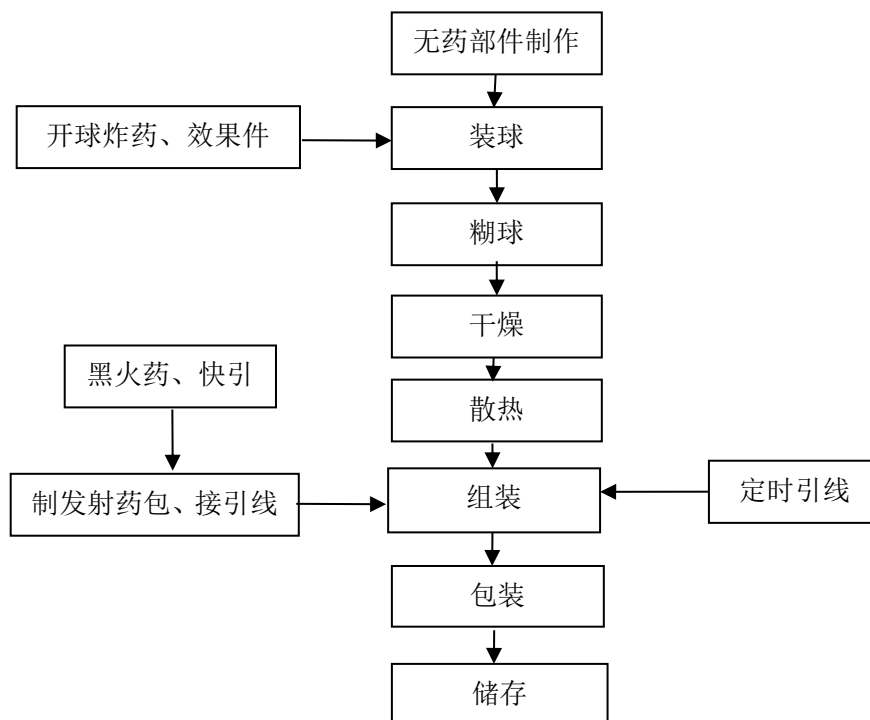 无药部件制作
开球炸药、效果件
装球
糊球
干燥
黑火药、快引
散热
制发射药包、接引线
组装
定时引线
包装
储存